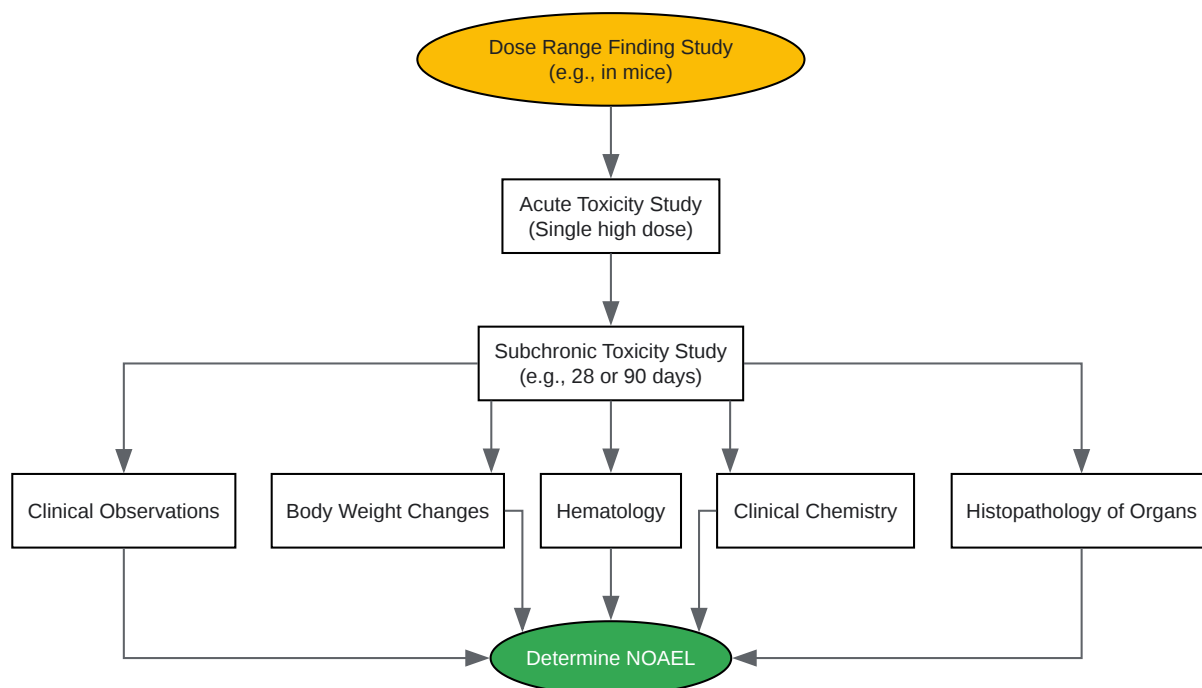 Dose Range Finding Study
(e.g., in mice)
Acute Toxicity Study
(Single high dose)
Subchronic Toxicity Study
(e.g., 28 or 90 days)
Clinical Observations
Body Weight Changes
Hematology
Clinical Chemistry
Histopathology of Organs
Determine NOAEL